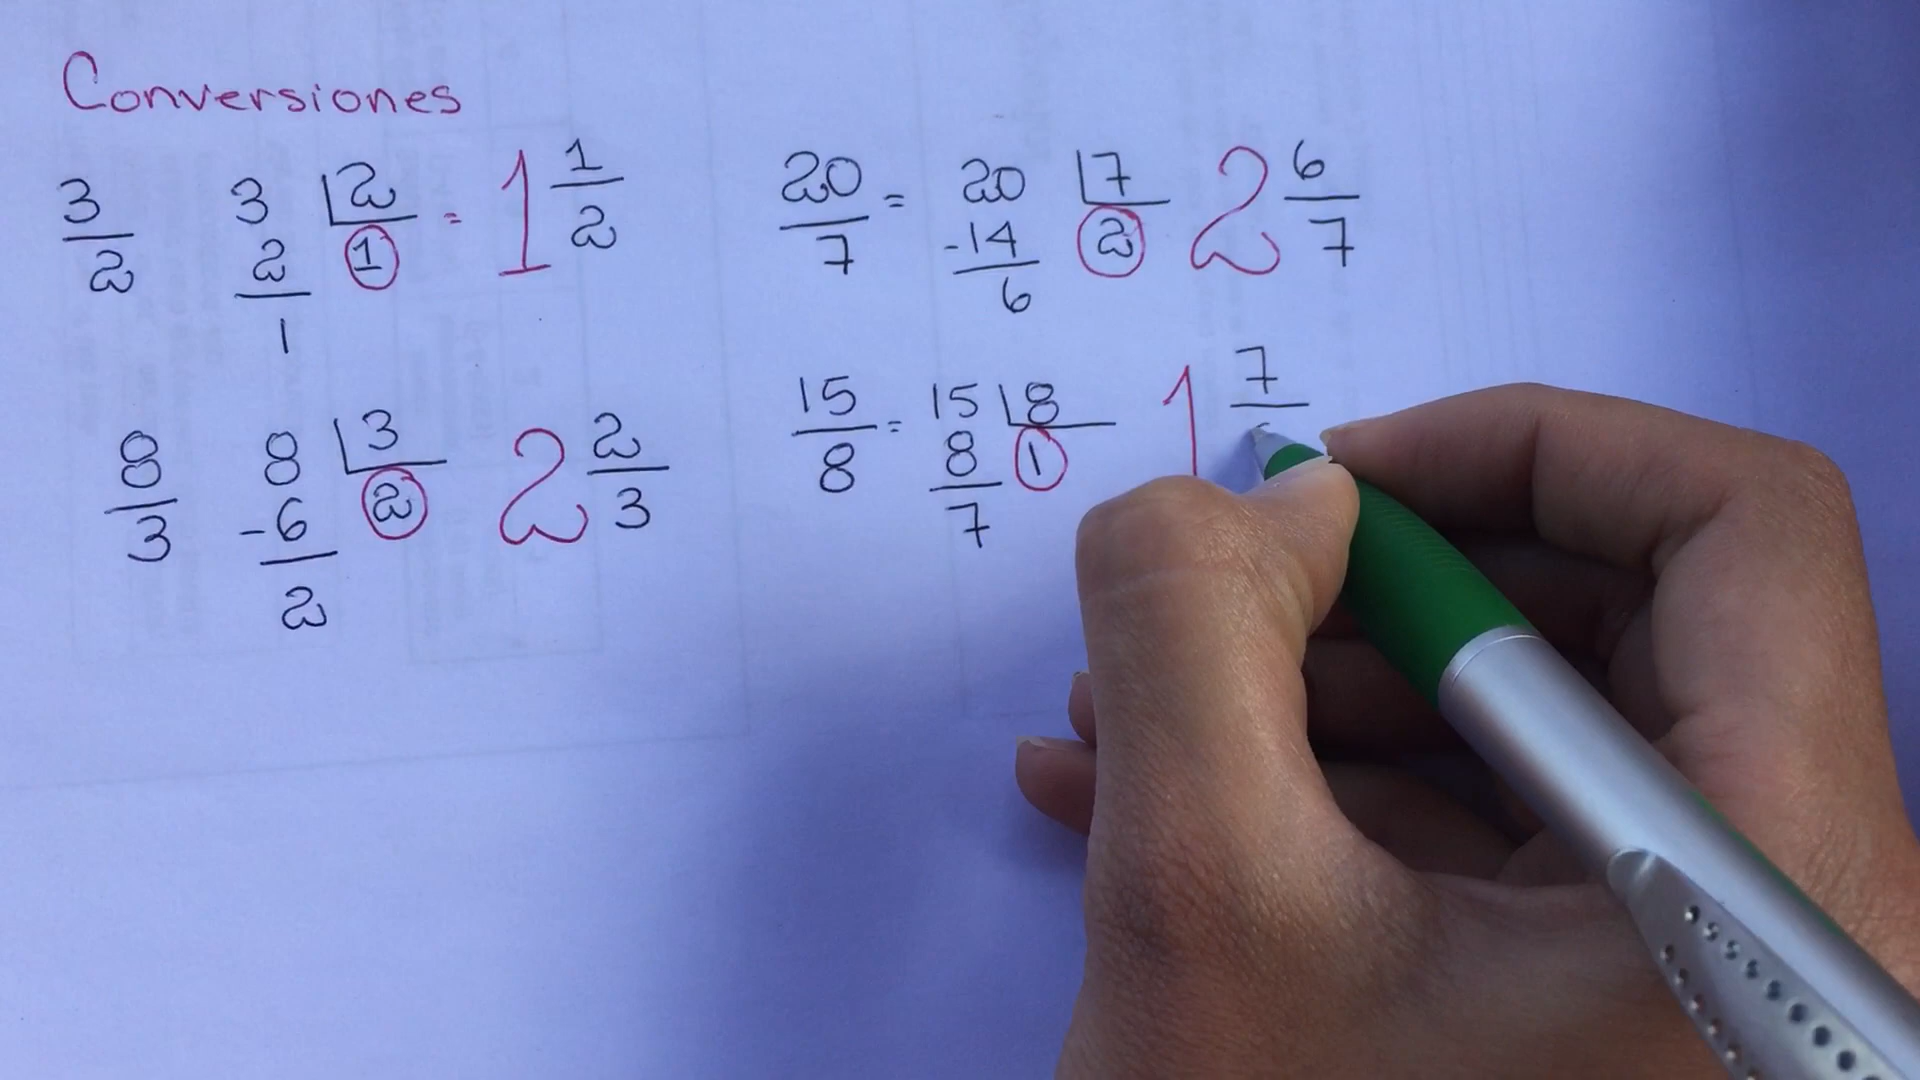 Conversiones
3/2 3 |2 = 1 1/2
2 1
1
8/3 8 |3 2 2/3
-6 2
2
20/7 = 20 |7 2 6/7
-14 2
6
15/8 = 15 |8 1 7/
8 1
7